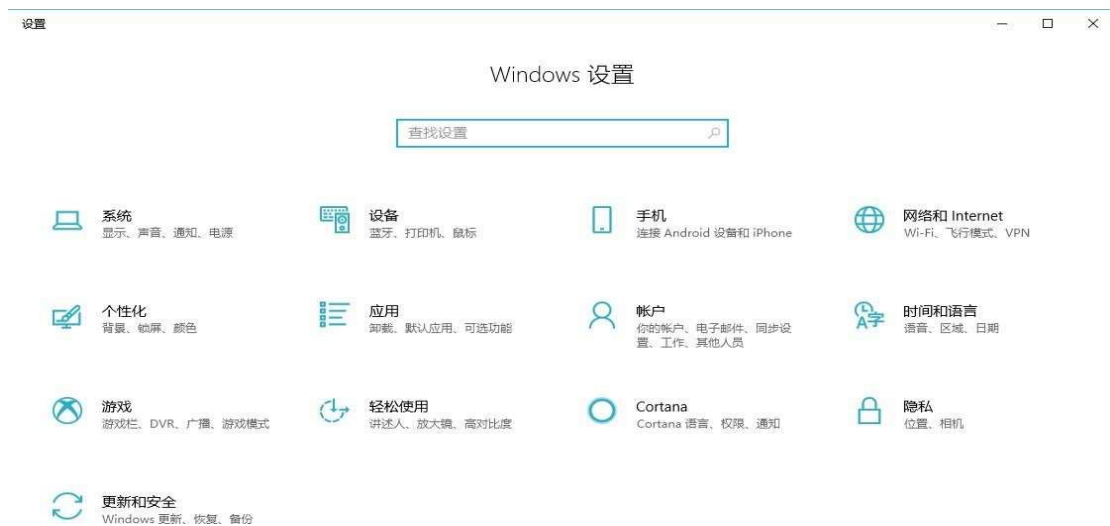 设置
Windows 设置
查找设置
系统
显示、声音、通知、电源
设备
蓝牙、打印机、鼠标
手机
连接 Android 设备和 iPhone
网络和 Internet
Wi-Fi、飞行模式、VPN
个性化
背景、锁屏、颜色
应用
卸载、默认应用、可选功能
帐户
你的帐户、电子邮件、同步设
置、工作、其他人员
时间和语言
语音、区域、日期
游戏
游戏栏、DVR、广播、游戏模式
轻松使用
讲述人、放大镜、高对比度
Cortana
Cortana 语言、权限、通知
隐私
位置、相机
更新和安全
Windows 更新、恢复、备份